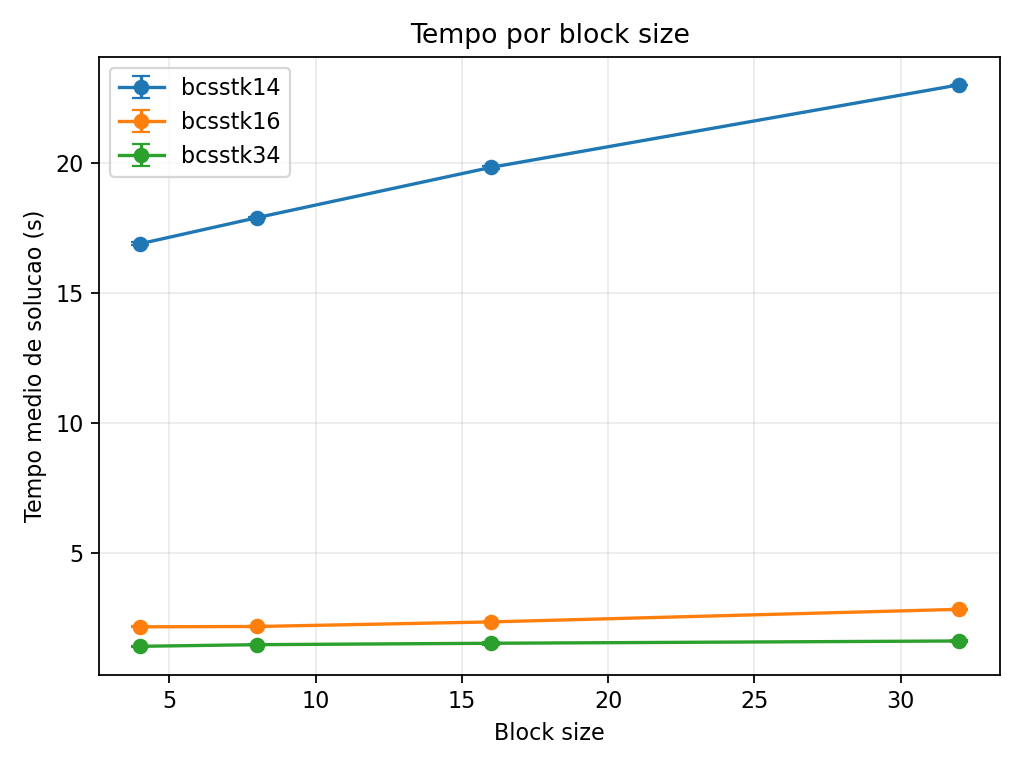 Tempo por block size
bcsstk14
bcsstk16
bcsstk34
Tempo medio de solucao (s)
20
15
10
5
5
10
15
20
25
30
Block size